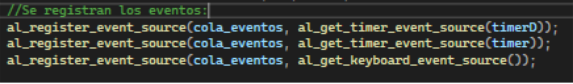 //Se registran los eventos:
al_register_event_source(cola_eventos, al_get_timer_event_source(timerD));
al_register_event_source(cola_eventos, al_get_timer_event_source(timer));
al_register_event_source(cola_eventos, al_get_keyboard_event_source());